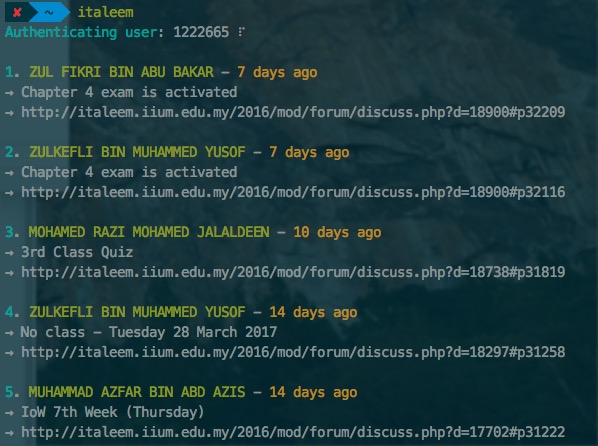 ✘ ~ italeem
Authenticating user: 1222665 ⠏
1. ZUL FIKRI BIN ABU BAKAR – 7 days ago
→ Chapter 4 exam is activated
→ http://italeem.iium.edu.my/2016/mod/forum/discuss.php?d=18900#p32209
2. ZULKEFLI BIN MUHAMMED YUSOF – 7 days ago
→ Chapter 4 exam is activated
→ http://italeem.iium.edu.my/2016/mod/forum/discuss.php?d=18900#p32116
3. MOHAMED RAZI MOHAMED JALALDEEN – 10 days ago
→ 3rd Class Quiz
→ http://italeem.iium.edu.my/2016/mod/forum/discuss.php?d=18738#p31819
4. ZULKEFLI BIN MUHAMMED YUSOF – 14 days ago
→ No class – Tuesday 28 March 2017
→ http://italeem.iium.edu.my/2016/mod/forum/discuss.php?d=18297#p31258
5. MUHAMMAD AZFAR BIN ABD AZIS – 14 days ago
→ IoW 7th Week (Thursday)
→ http://italeem.iium.edu.my/2016/mod/forum/discuss.php?d=17702#p31222